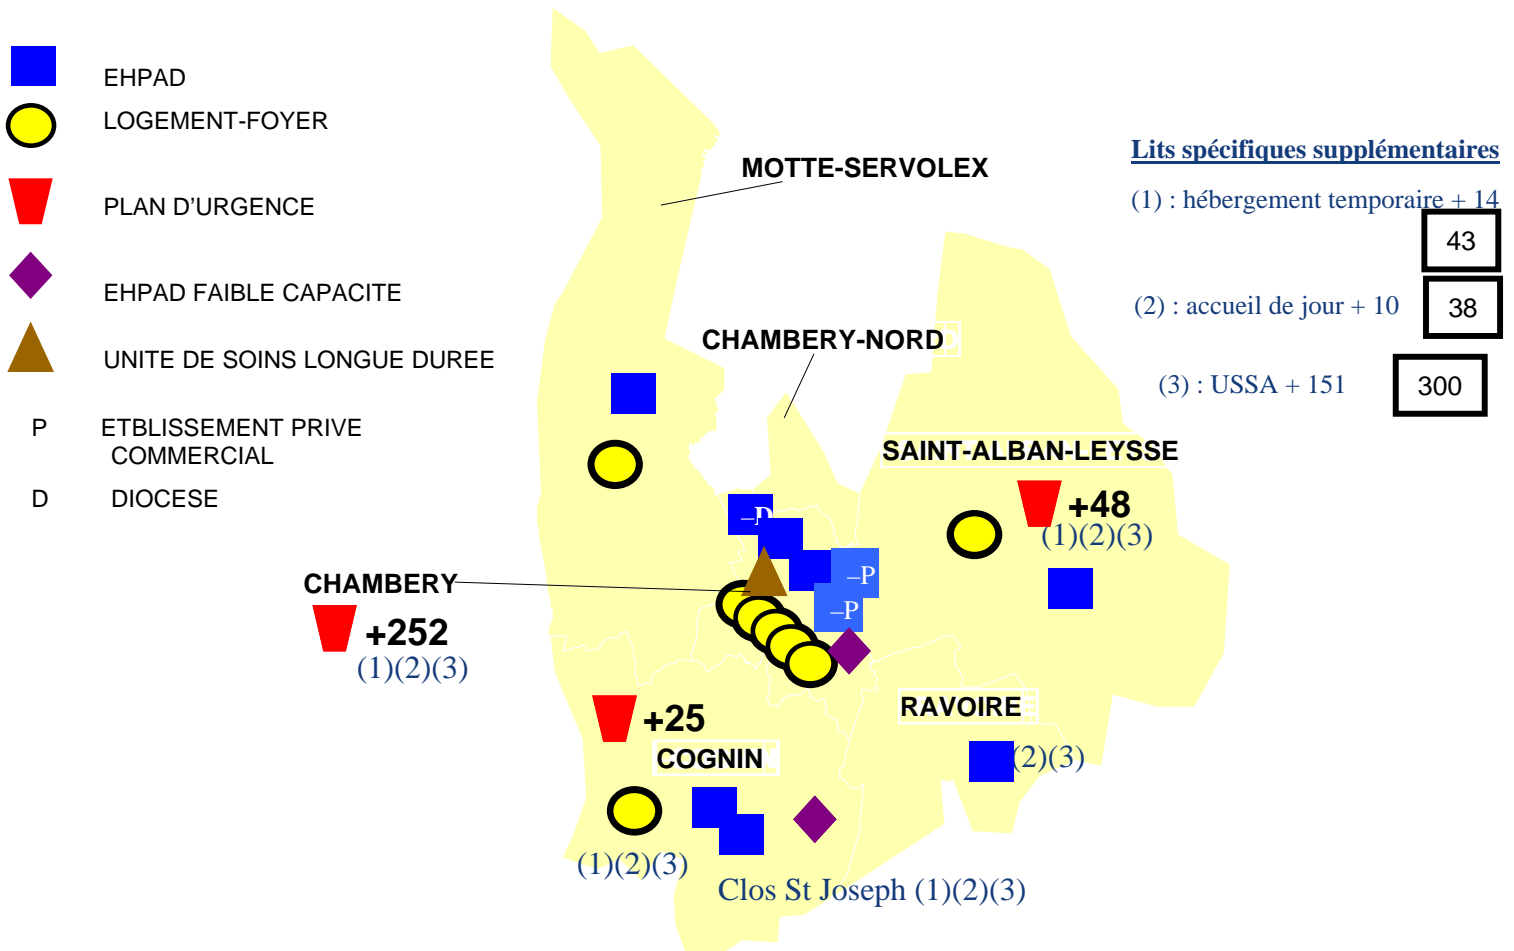 EHPAD
LOGEMENT-FOYER
PLAN D'URGENCE
EHPAD FAIBLE CAPACITE
UNITE DE SOINS LONGUE DUREE
P ETBLISSEMENT PRIVE
COMMERCIAL
D DIOCESE
MOTTE-SERVOLEX
CHAMBERY-NORD
Lits spécifiques supplémentaires
(1) : hébergement temporaire + 14
43
(2) : accueil de jour + 10
38
(3) : USSA + 151
300
SAINT-ALBAN-LEYSSE
+48
(1)(2)(3)
–D
–P
–P
CHAMBERY
+252
(1)(2)(3)
+25
COGNIN
RAVOIRE
(2)(3)
(1)(2)(3)
Clos St Joseph (1)(2)(3)